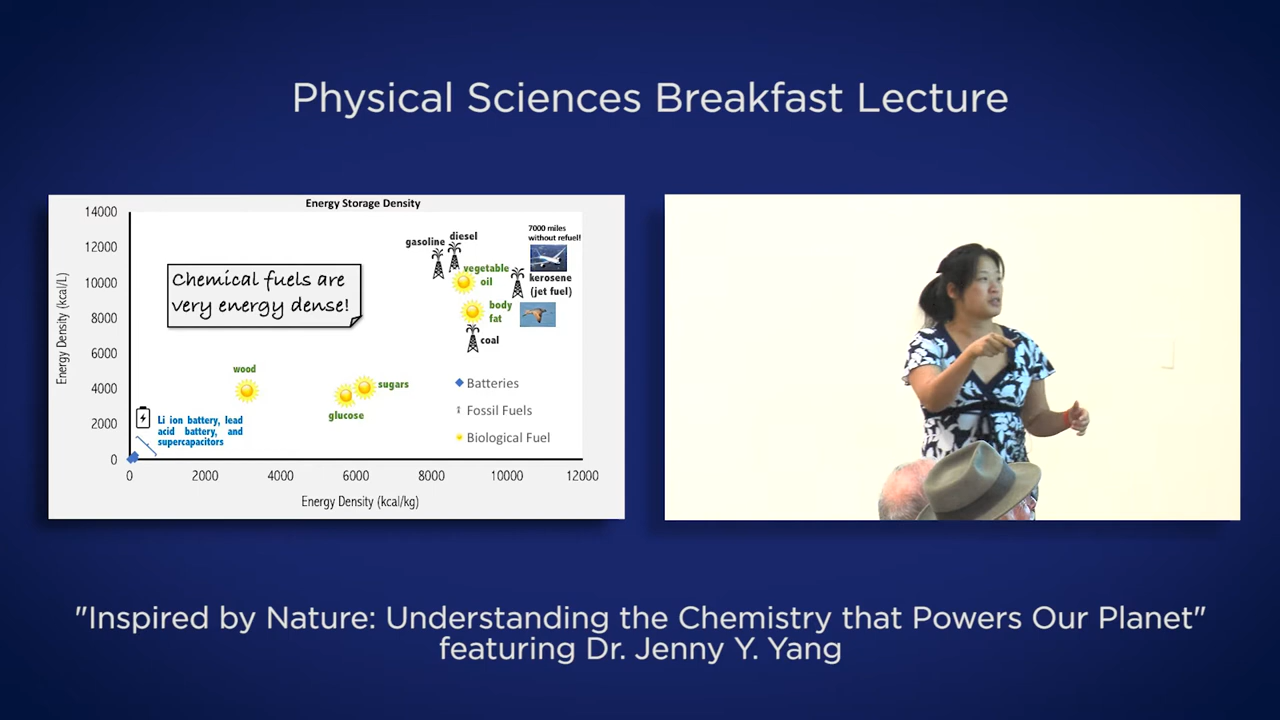 Physical Sciences Breakfast Lecture
Energy Storage Density
14000
12000
10000
8000
6000
4000
2000
0
Energy Density (kcal/L)
Chemical fuels are
very energy dense!
gasoline
diesel
7000 miles
without refuel!
vegetable
oil
kerosene
(jet fuel)
body
fat
coal
wood
sugars
glucose
Li ion battery, lead
acid battery, and
supercapacitors
Batteries
Fossil Fuels
Biological Fuel
0
2000
4000
6000
8000
10000
12000
Energy Density (kcal/kg)
"Inspired by Nature: Understanding the Chemistry that Powers Our Planet"
featuring Dr. Jenny Y. Yang